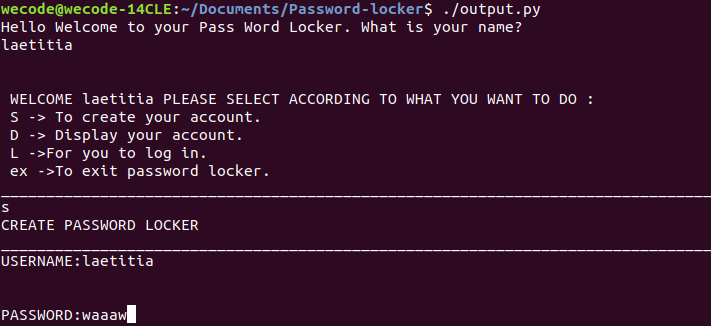 wecode@wecode-14CLE:~/Documents/Password-locker$ ./output.py
Hello Welcome to your Pass Word Locker. What is your name?
laetitia
WELCOME laetitia PLEASE SELECT ACCORDING TO WHAT YOU WANT TO DO :
S -> To create your account.
D -> Display your account.
L ->For you to log in.
ex ->To exit password locker.
_______________________________________________________________________________
s
CREATE PASSWORD LOCKER
_______________________________________________________________________________
USERNAME:laetitia
PASSWORD:waaaw